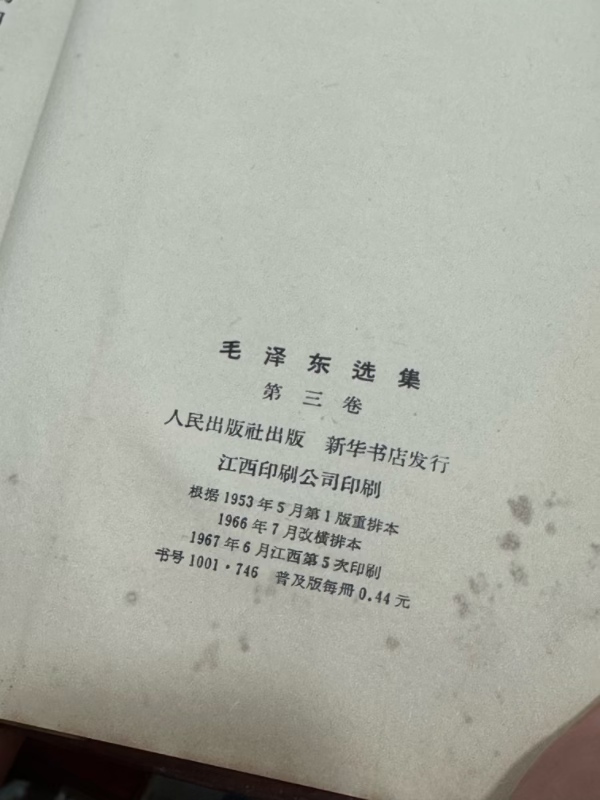 毛泽东选集
第三卷
人民出版社出版 新华书店发行
江西印刷公司印刷
根据1953年5月第1版重排本
1966年7月改横排本
1967年6月江西第5次印刷
书号1001·746 普及版每册0.44元